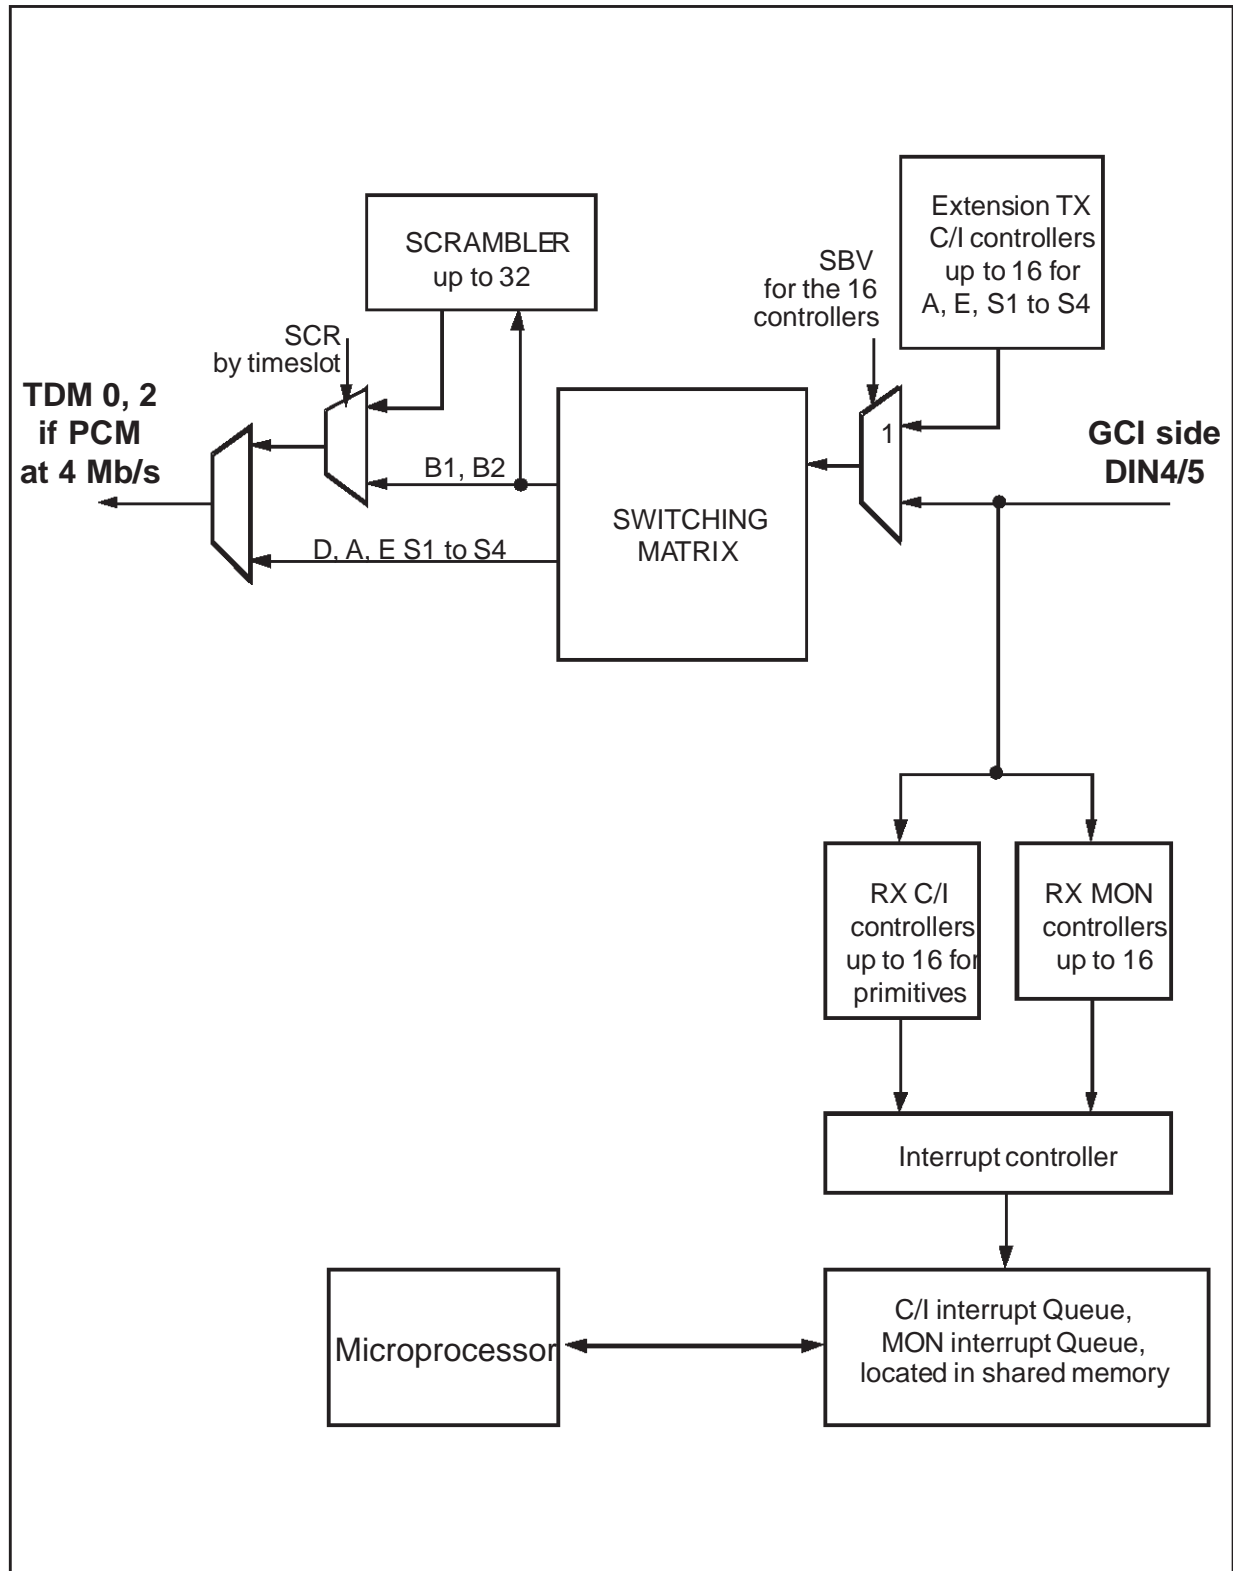 Extension TX
C/I controllers
up to 16 for
A, E, S1 to S4
SCRAMBLER
up to 32
SBV
for the 16
controllers
SCR
by timeslot
TDM 0, 2
if PCM
at 4 Mb/s
1
GCI side
DIN4/5
B1, B2
SWITCHING
MATRIX
D, A, E S1 to S4
RX C/I
controllers
up to 16 for
primitives
RX MON
controllers
up to 16
Interrupt controller
C/I interrupt Queue,
MON interrupt Queue,
located in shared memory
Microprocessor